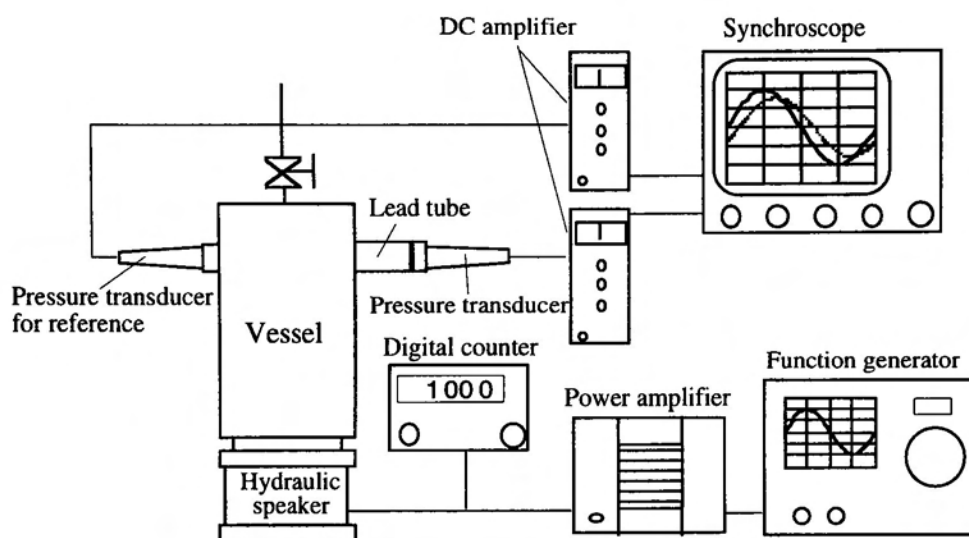 DC amplifier
Synchroscope
Lead tube
Pressure transducer
for reference
Pressure transducer
Vessel
Digital counter
1000
Function generator
Power amplifier
Hydraulic
speaker